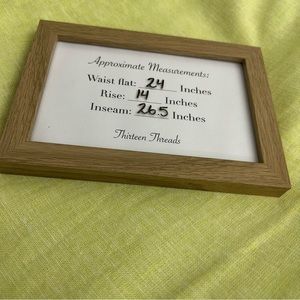 Approximate Measurements:
Waist flat: 24 Inches
Rise: 14 Inches
Inseam: 26.5 Inches
Thirteen Threads